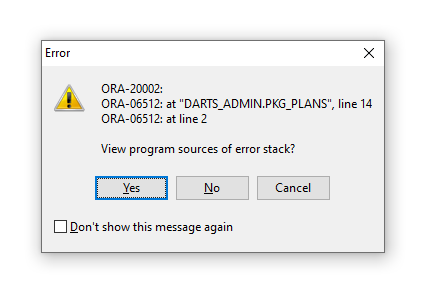 Error
ORA-20002:
ORA-06512: at "DARTS_ADMIN.PKG_PLANS", line 14
ORA-06512: at line 2
View program sources of error stack?
Yes No Cancel
Don't show this message again